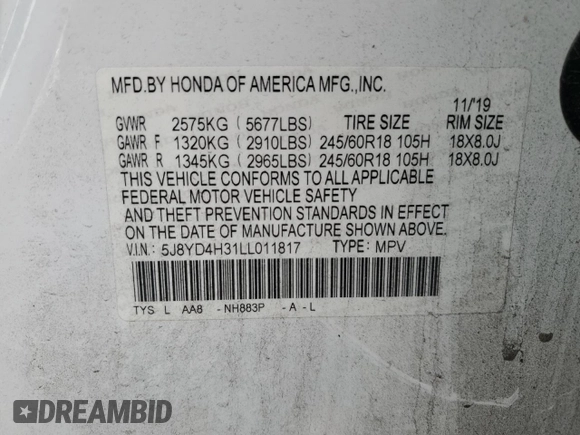 MFD.BY HONDA OF AMERICA MFG.,INC.
11/'19
GVWR 2575KG (5677LBS) TIRE SIZE RIM SIZE
GAWR F 1320KG (2910LBS) 245/60R18 105H 18X8.0J
GAWR R 1345KG (2965LBS) 245/60R18 105H 18X8.0J
THIS VEHICLE CONFORMS TO ALL APPLICABLE
FEDERAL MOTOR VEHICLE SAFETY
AND THEFT PREVENTION STANDARDS IN EFFECT
ON THE DATE OF MANUFACTURE SHOWN ABOVE.
V.I.N.: 5J8YD4H31LL011817 TYPE: MPV
TYS L AA8 -NH883P -A-L
DREAMBID